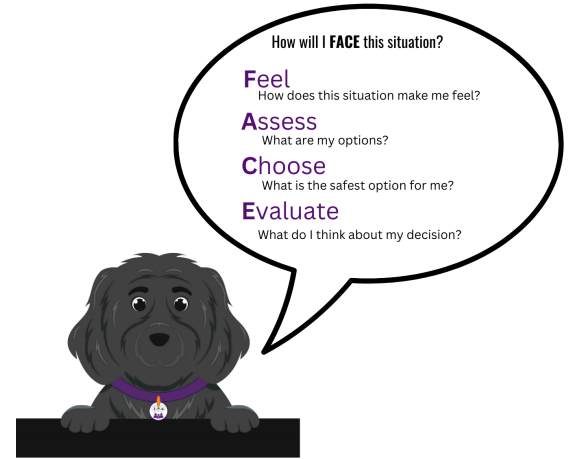 How will I FACE this situation?
Feel
How does this situation make me feel?
Assess
What are my options?
Choose
What is the safest option for me?
Evaluate
What do I think about my decision?